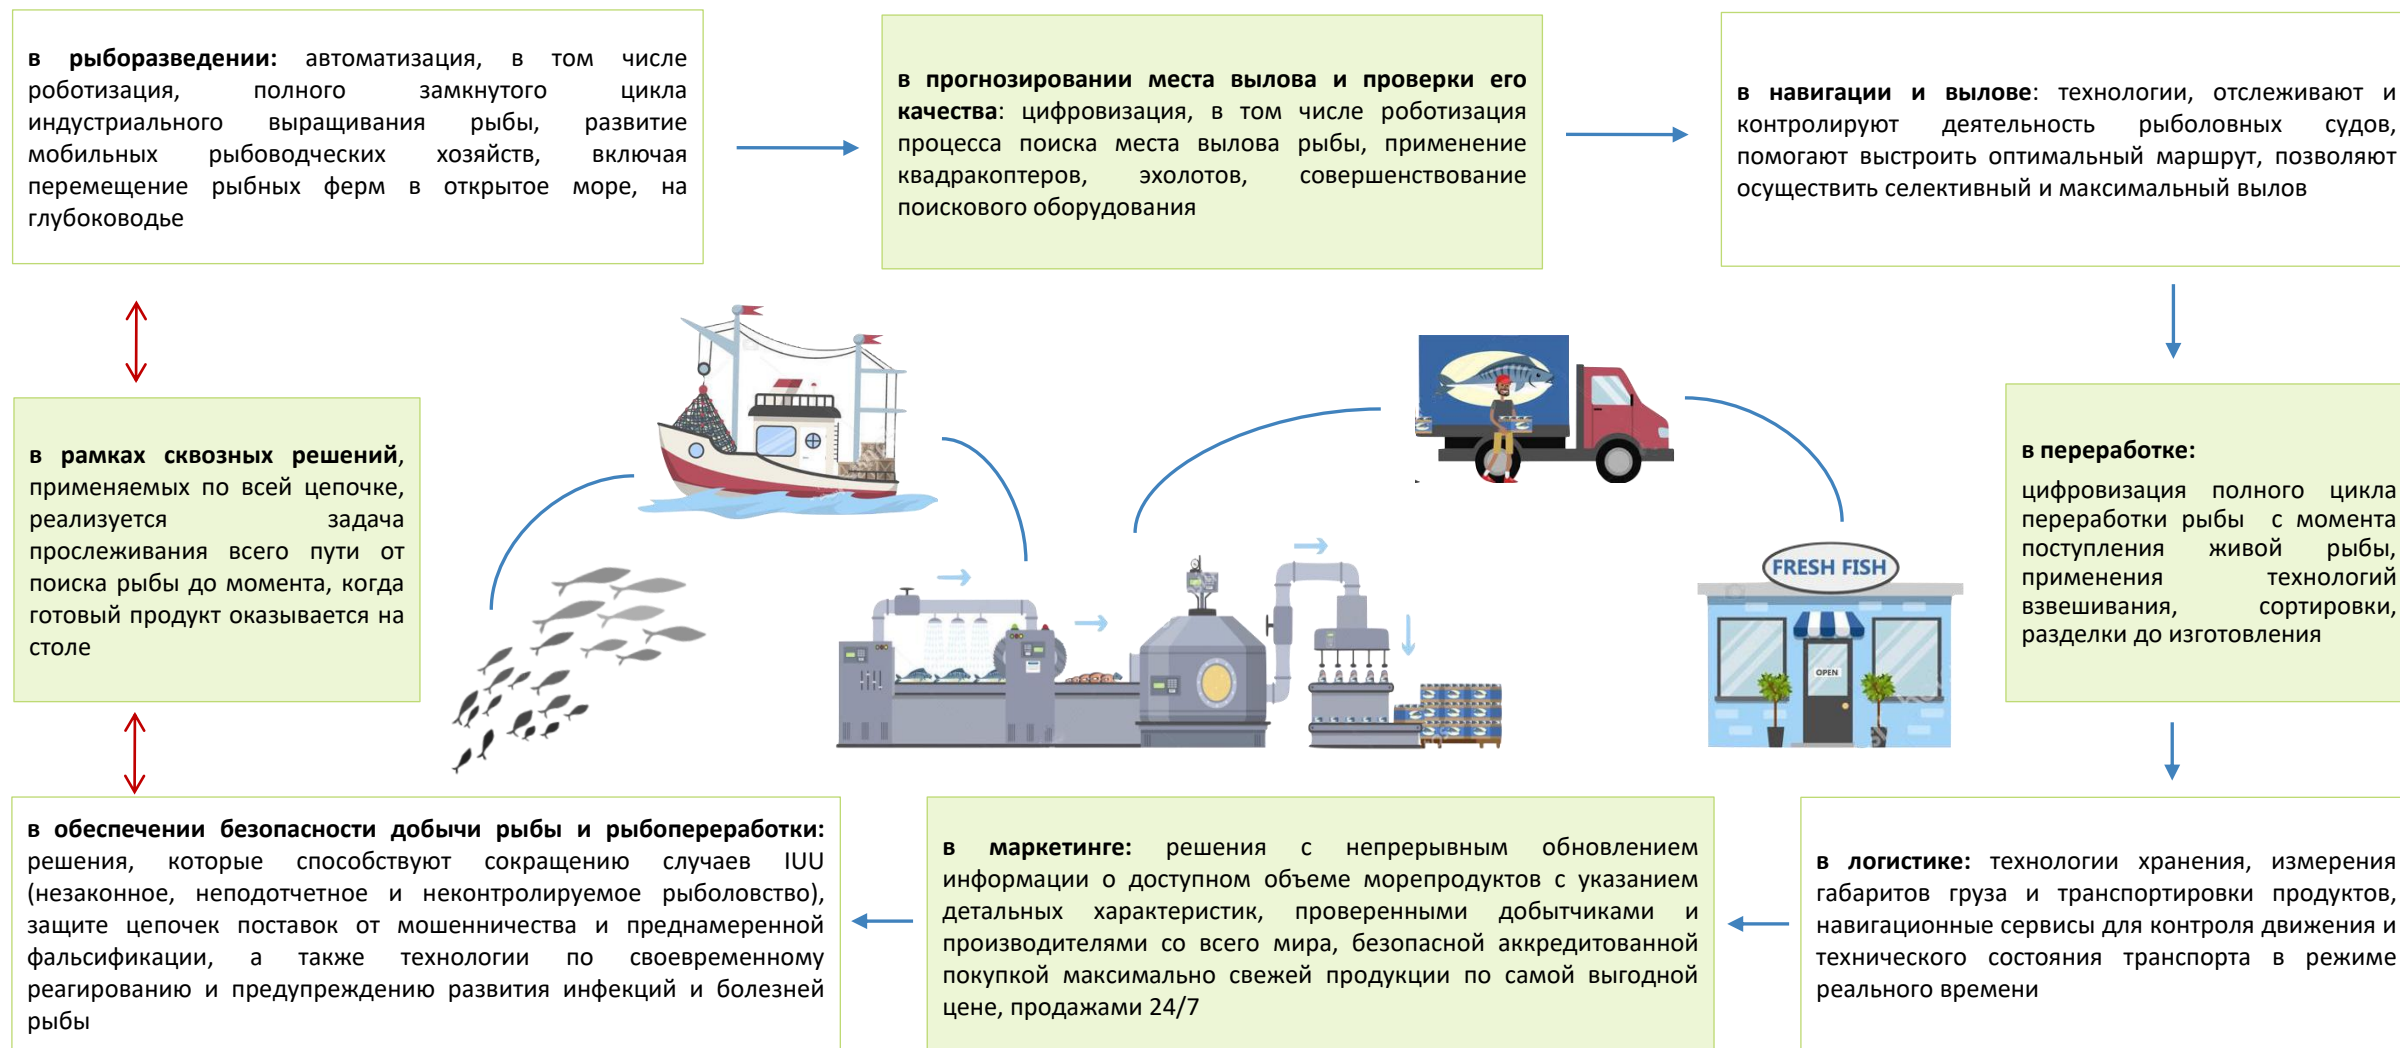 в рыборазведении: автоматизация, в том числе
роботизация, полного замкнутого цикла
индустриального выращивания рыбы, развитие
мобильных рыбоводческих хозяйств, включая
перемещение рыбных ферм в открытое море, на
глубоководье
в прогнозировании места вылова и проверки его
качества: цифровизация, в том числе роботизация
процесса поиска места вылова рыбы, применение
квадракоптеров, эхолотов, совершенствование
поискового оборудования
в навигации и вылове: технологии, отслеживают и
контролируют деятельность рыболовных судов,
помогают выстроить оптимальный маршрут, позволяют
осуществить селективный и максимальный вылов
в рамках сквозных решений,
применяемых по всей цепочке,
реализуется задача
прослеживания всего пути от
поиска рыбы до момента, когда
готовый продукт оказывается на
столе
FRESH FISH
OPEN
в переработке:
цифровизация полного цикла
переработки рыбы с момента
поступления живой рыбы,
применения технологий
взвешивания, сортировки,
разделки до изготовления
в обеспечении безопасности добычи рыбы и рыбопереработки:
решения, которые способствуют сокращению случаев IUU
(незаконное, неподотчетное и неконтролируемое рыболовство),
защите цепочек поставок от мошенничества и преднамеренной
фальсификации, а также технологии по своевременному
реагированию и предупреждению развития инфекций и болезней
рыбы
в маркетинге: решения с непрерывным обновлением
информации о доступном объеме морепродуктов с указанием
детальных характеристик, проверенными добытчиками и
производителями со всего мира, безопасной аккредитованной
покупкой максимально свежей продукции по самой выгодной
цене, продажами 24/7
в логистике: технологии хранения, измерения
габаритов груза и транспортировки продуктов,
навигационные сервисы для контроля движения и
технического состояния транспорта в режиме
реального времени